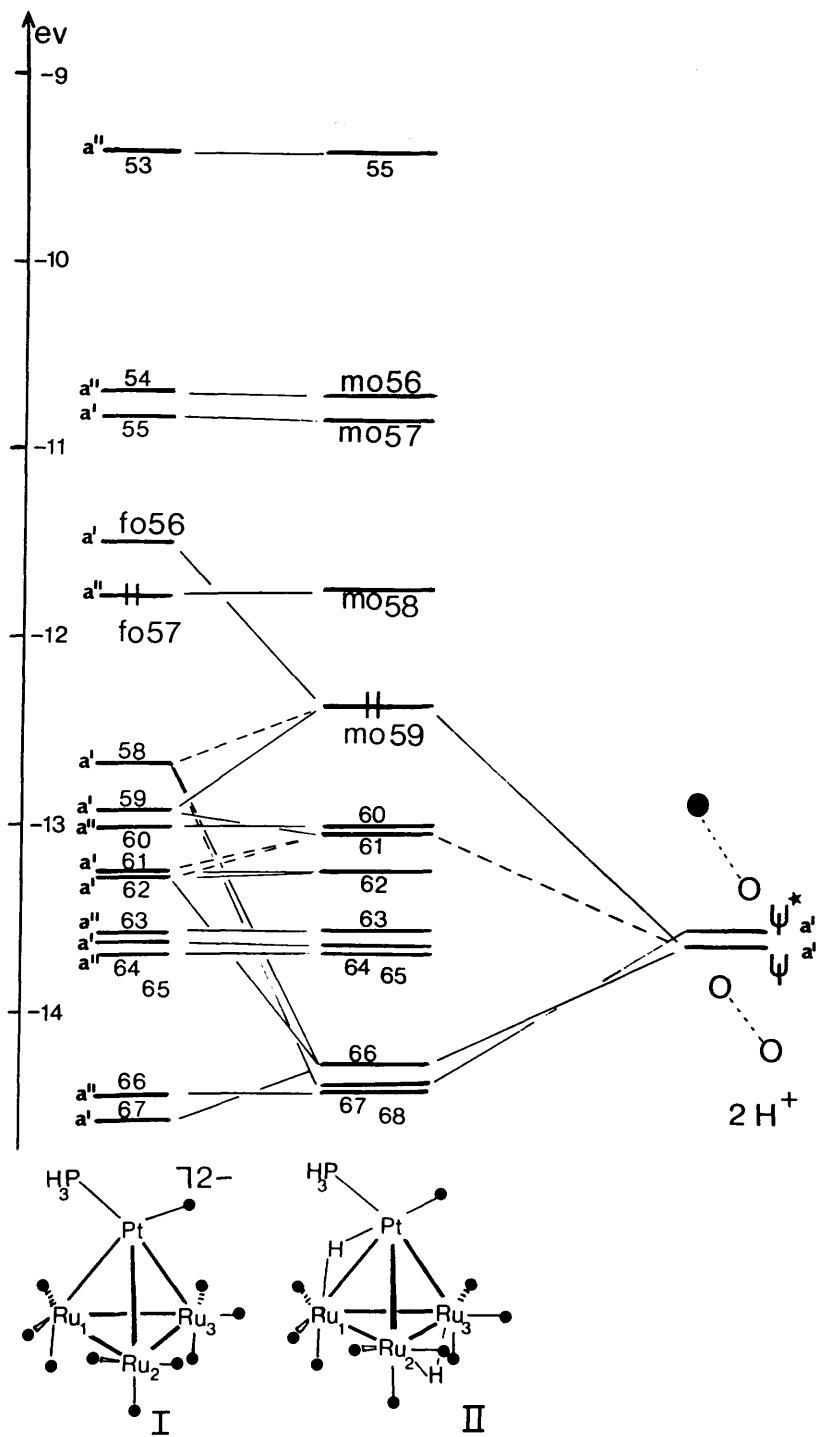 ev
-9
a" 53
55
-10
a" 54
mo56
a' 55
mo57
-11
a' fo56
a" fo57
mo58
-12
mo59
a' 58
a' 59
60
-13
a" 60
61
a' 61
a' 62
62
a" 63
63
a' 64
64 65
a" 65
ψ* a'
ψ a'
-14
66
a" 66
a' 67
67 68
2H+
H3P
⌉2-
Pt
Ru1
Ru3
Ru2
I
H3P
Pt
H
Ru1
Ru3
Ru2
H
II